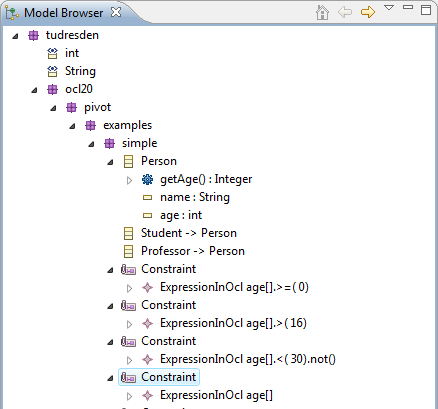 Model Browser
tudresden
int
String
ocl20
pivot
examples
simple
Person
getAge() : Integer
name : String
age : int
Student -> Person
Professor -> Person
Constraint
ExpressionInOcl age[].>=(0)
Constraint
ExpressionInOcl age[].>(16)
Constraint
ExpressionInOcl age[].<(30).not()
Constraint
ExpressionInOcl age[]